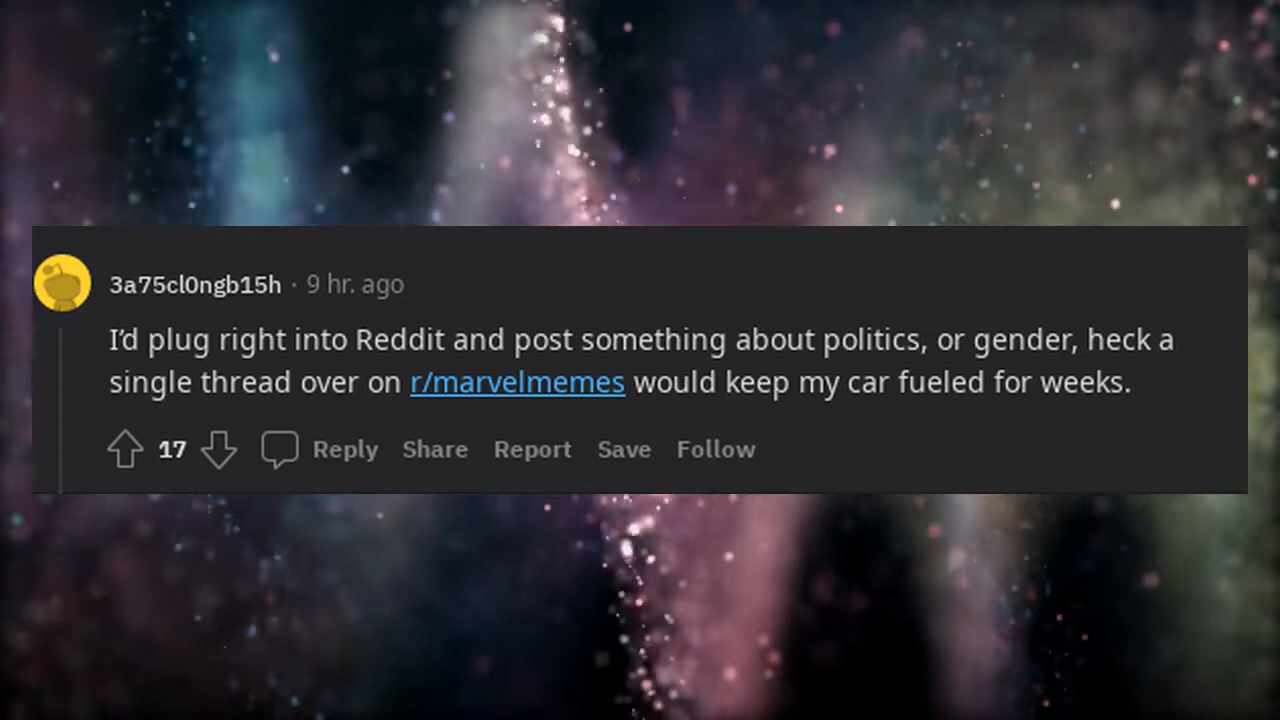 3a75cl0ngb15h · 9 hr. ago
I’d plug right into Reddit and post something about politics, or gender, heck a
single thread over on r/marvelmemes would keep my car fueled for weeks.
17 Reply Share Report Save Follow